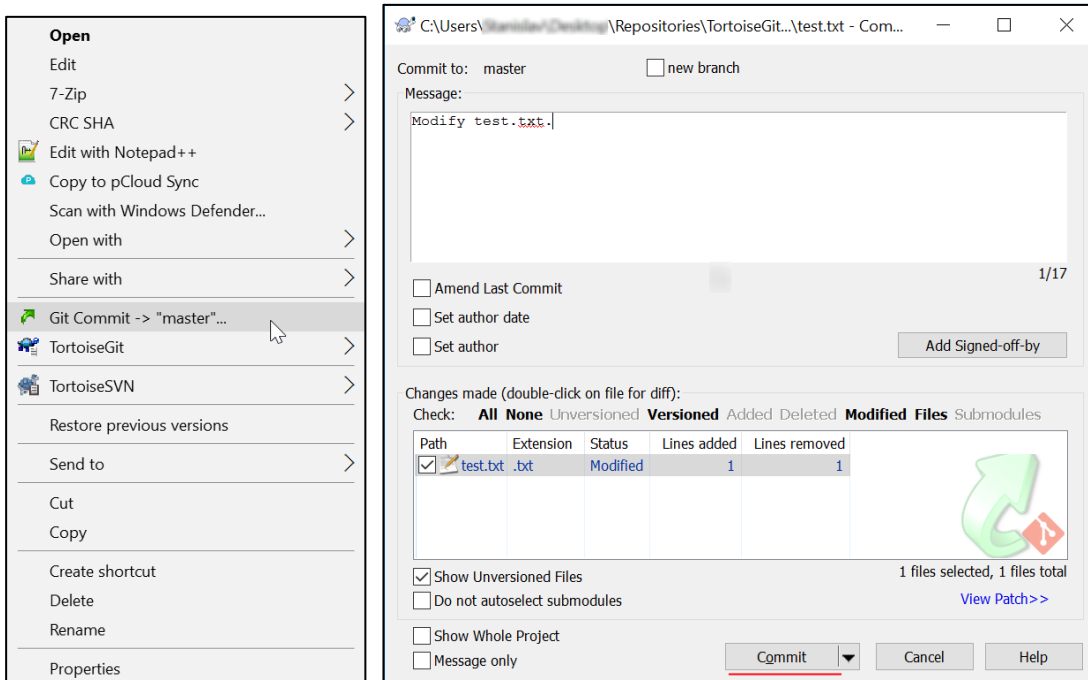 Open
Edit
7-Zip
CRC SHA
Edit with Notepad++
Copy to pCloud Sync
Scan with Windows Defender...
Open with
Share with
Git Commit -> "master"...
TortoiseGit
TortoiseSVN
Restore previous versions
Send to
Cut
Copy
Create shortcut
Delete
Rename
Properties
C:\Users\ \Repositories\TortoiseGit...\test.txt - Com...
Commit to: master new branch
Message:
Modify test.txt.
1/17
Amend Last Commit
Set author date
Set author
Add Signed-off-by
Changes made (double-click on file for diff):
Check: All None Unversioned Versioned Added Deleted Modified Files Submodules
Path Extension Status Lines added Lines removed
test.txt .txt Modified 1 1
Show Unversioned Files
1 files selected, 1 files total
Do not autoselect submodules
View Patch>>
Show Whole Project
Message only
Commit Cancel Help